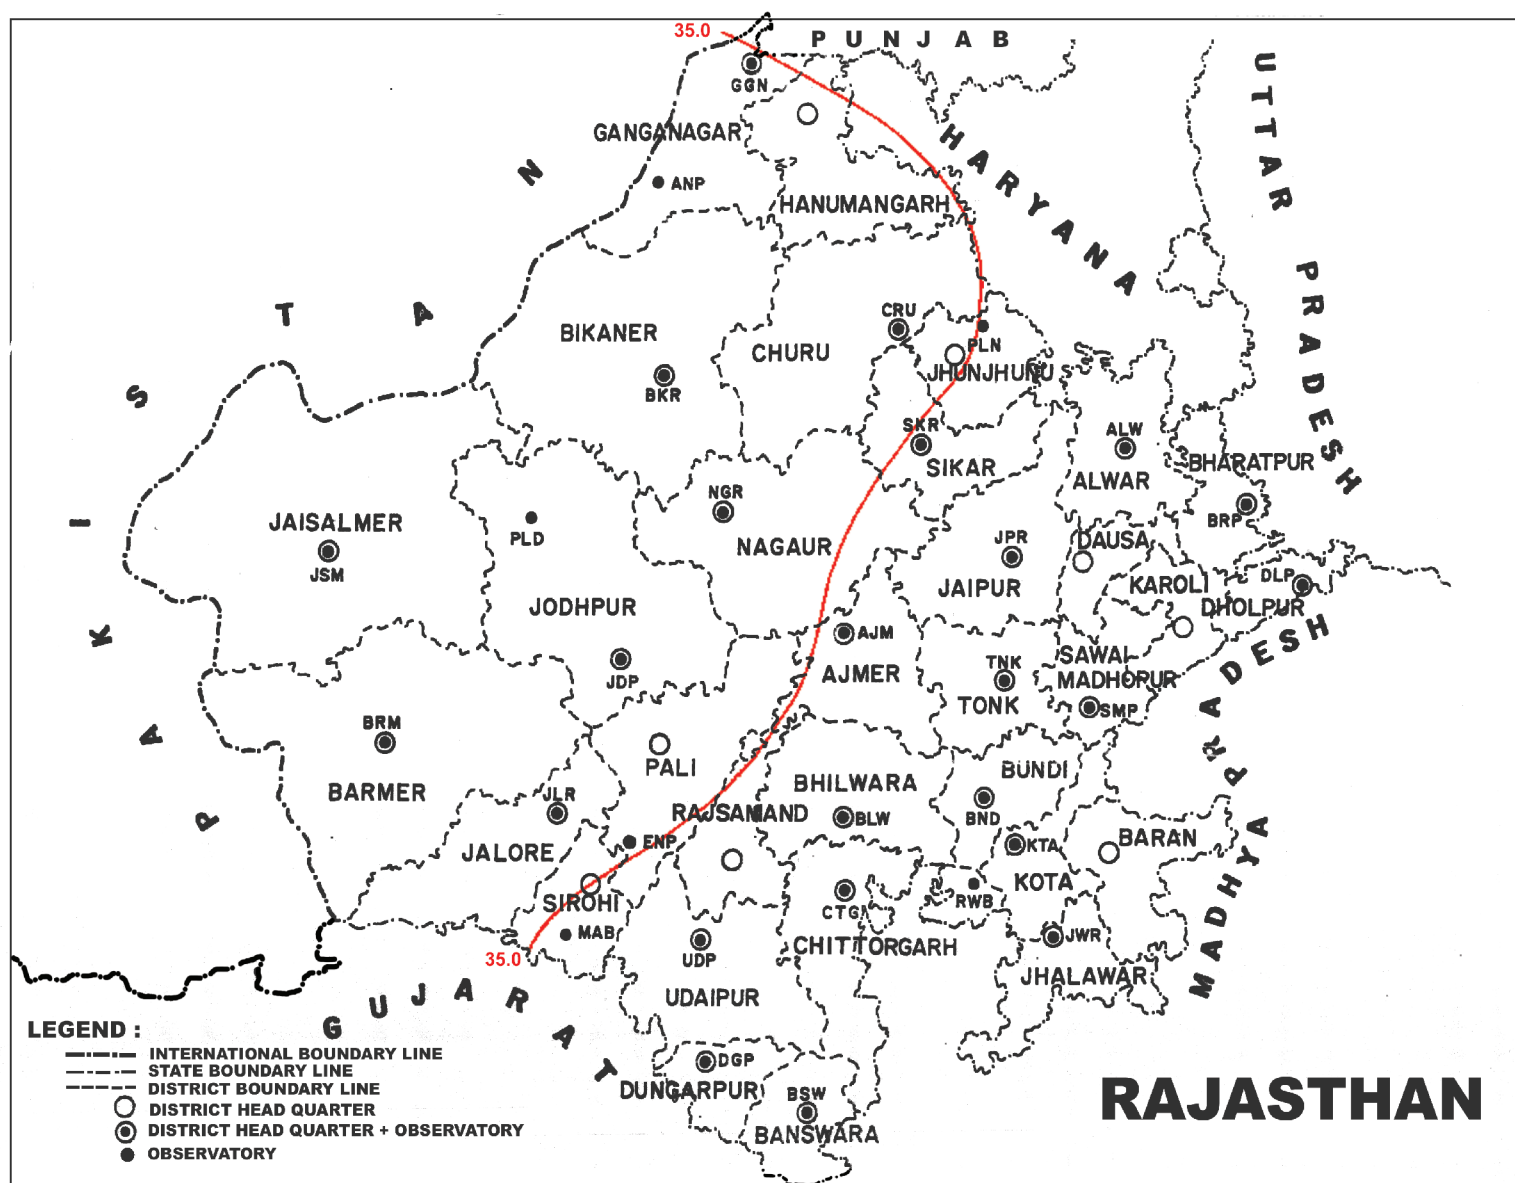 35.0
PUNJAB
GGN
UTTAR PRADESH
GANGANAGAR
HARYANA
ANP
HANUMANGARH
PAKISTAN
CRU
BIKANER
CHURU
PLN
JHUNJHUNU
BKR
SKR
ALW
SIKAR
BHARATPUR
ALWAR
NGR
BRP
JAISALMER
PLD
NAGAUR
JPR
DAUSA
JSM
JAIPUR
KAROLI
DLP
JODHPUR
DHOLPUR
AJM
SAWAI
MADHOPUR
TNK
AJMER
JDP
TONK
SMP
MADHYA PRADESH
BRM
PALI
BUNDI
BARMER
BHILWARA
JLR
RAJSAMAND
BLW
BND
BARAN
ENP
KTA
JALORE
KOTA
SIROHI
RWB
CTG
MAB
CHITTORGARH
JWR
UDP
35.0
JHALAWAR
GUJARAT
UDAIPUR
LEGEND :
INTERNATIONAL BOUNDARY LINE
STATE BOUNDARY LINE
DISTRICT BOUNDARY LINE
DISTRICT HEAD QUARTER
DISTRICT HEAD QUARTER + OBSERVATORY
OBSERVATORY
DGP
DUNGARPUR
BSW
BANSWARA
RAJASTHAN